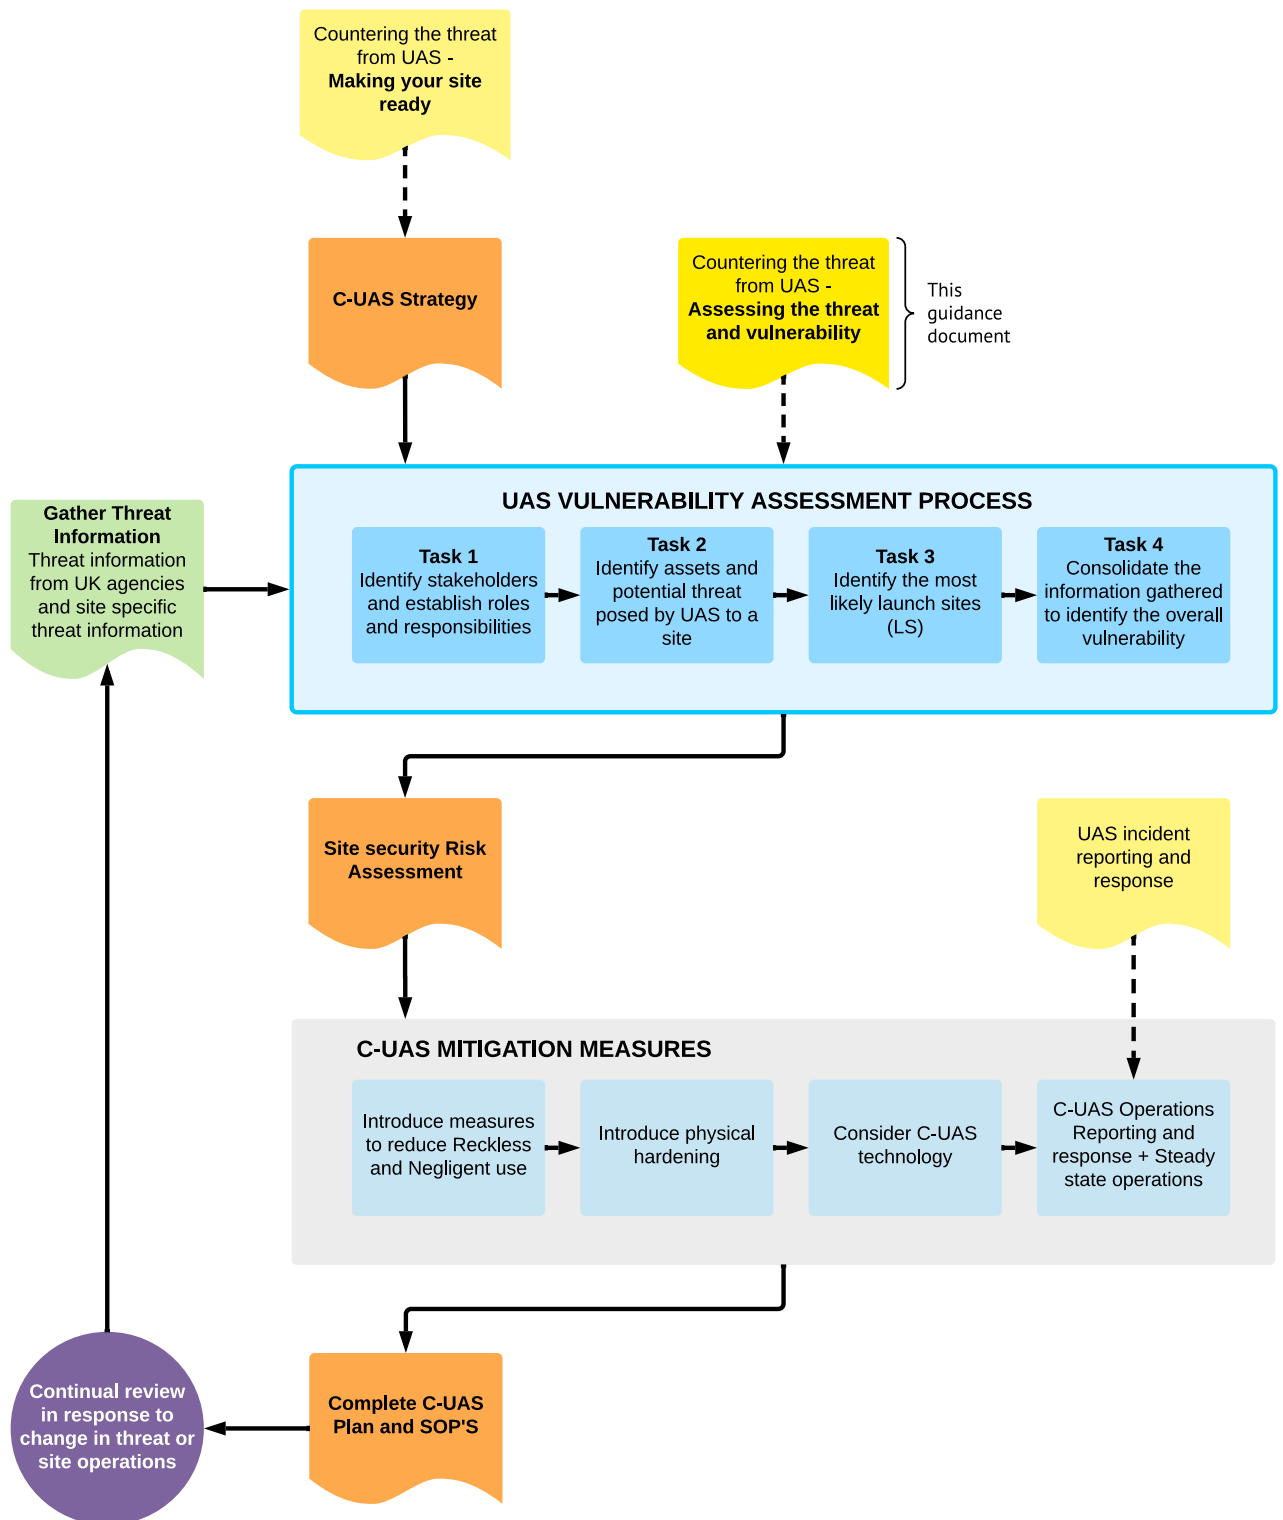 Countering the threat
from UAS -
Making your site
ready
C-UAS Strategy
Countering the threat
from UAS -
Assessing the threat
and vulnerability
This
guidance
document
Gather Threat
Information
Threat information
from UK agencies
and site specific
threat information
UAS VULNERABILITY ASSESSMENT PROCESS
Task 1
Identify stakeholders
and establish roles
and responsibilities
Task 2
Identify assets and
potential threat
posed by UAS to a
site
Task 3
Identify the most
likely launch sites
(LS)
Task 4
Consolidate the
information gathered
to identify the overall
vulnerability
Site security Risk
Assessment
UAS incident
reporting and
response
C-UAS MITIGATION MEASURES
Introduce measures
to reduce Reckless
and Negligent use
Introduce physical
hardening
Consider C-UAS
technology
C-UAS Operations
Reporting and
response + Steady
state operations
Continual review
in response to
change in threat or
site operations
Complete C-UAS
Plan and SOP'S